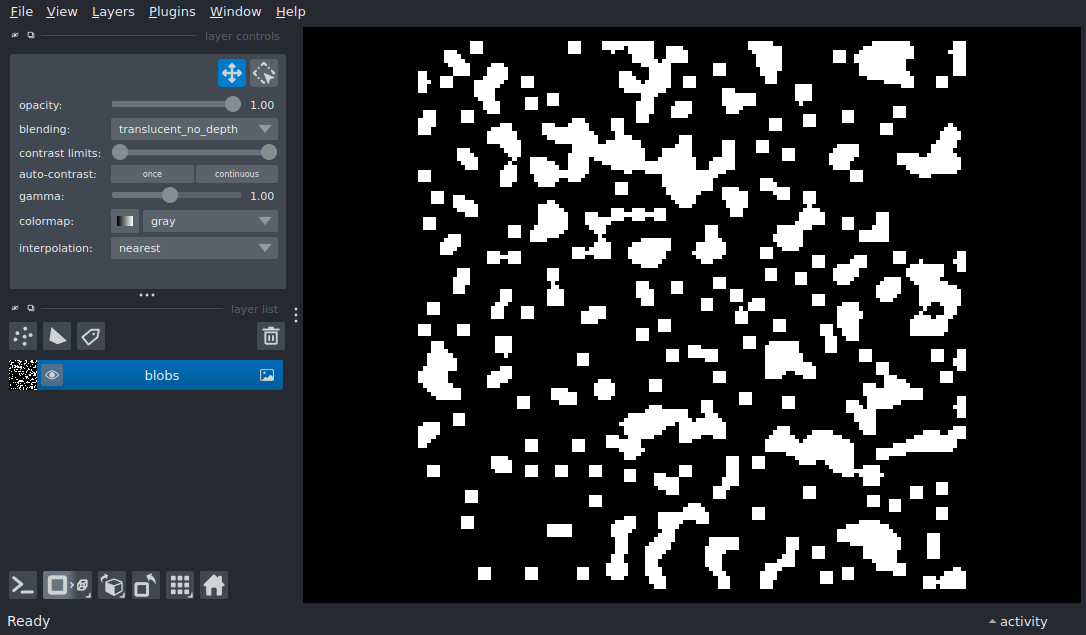 File View Layers Plugins Window Help
layer controls
opacity: 1.00
blending: translucent_no_depth
contrast limits:
auto-contrast: once continuous
gamma: 1.00
colormap: gray
interpolation: nearest
layer list
blobs
Ready activity